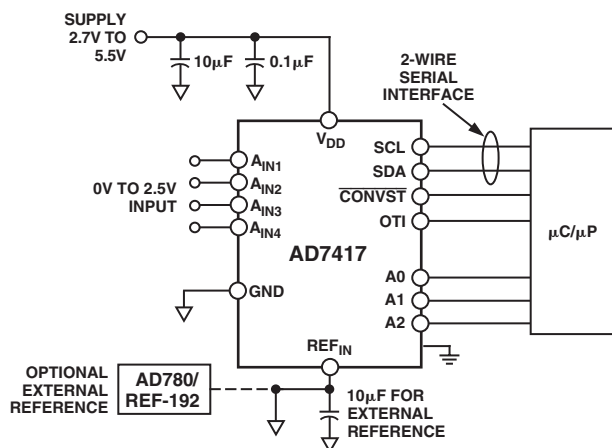 SUPPLY
2.7V TO
5.5V
10μF
0.1μF
2-WIRE
SERIAL
INTERFACE
VDD
SCL
SDA
CONVST
OTI
AIN1
AIN2
AIN3
AIN4
0V TO 2.5V
INPUT
AD7417
μC/μP
A0
A1
A2
GND
REFIN
OPTIONAL
EXTERNAL
REFERENCE
AD780/
REF-192
10μF FOR
EXTERNAL
REFERENCE